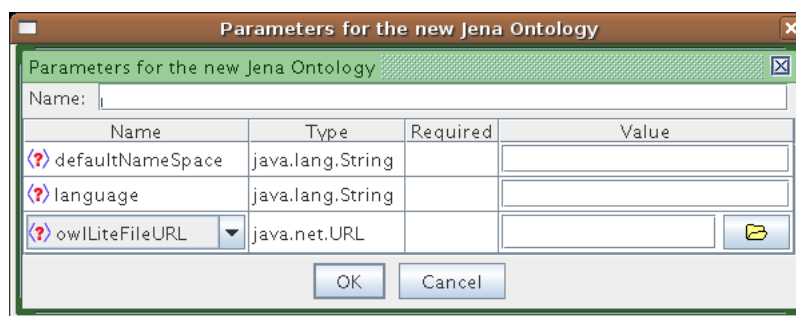 Parameters for the new Jena Ontology
Parameters for the new Jena Ontology
Name:
Name Type Required Value
<?> defaultNameSpace java.lang.String
<?> language java.lang.String
<?> owlLiteFileURL java.net.URL
OK Cancel